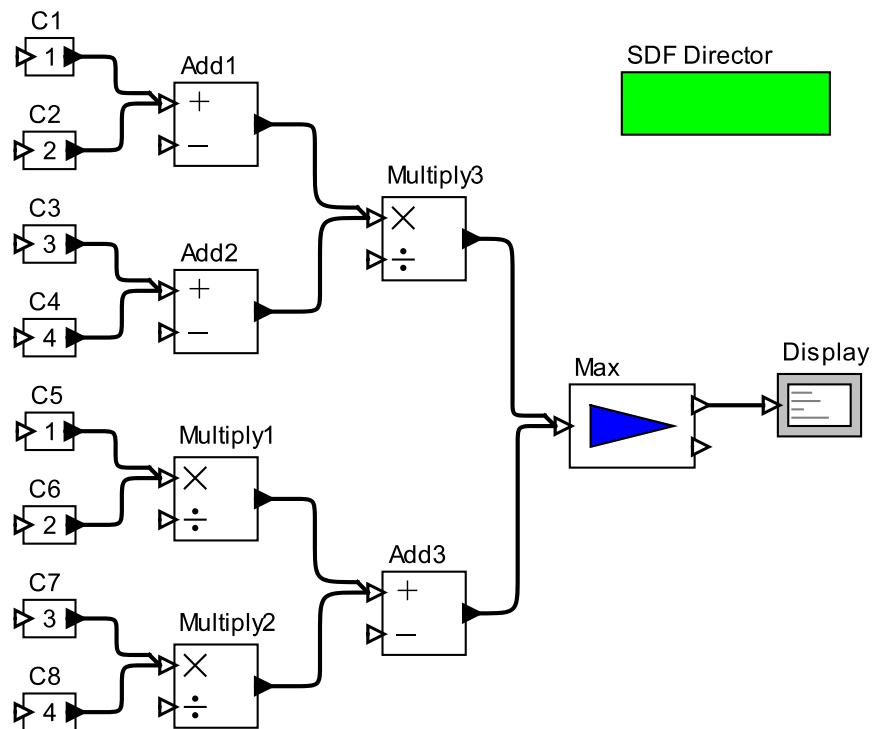 C1
1
Add1
+
−
C2
2
SDF Director
C3
3
Add2
+
−
C4
4
Multiply3
×
÷
C5
1
Multiply1
×
÷
C6
2
C7
3
Multiply2
×
÷
C8
4
Add3
+
−
Max
Display